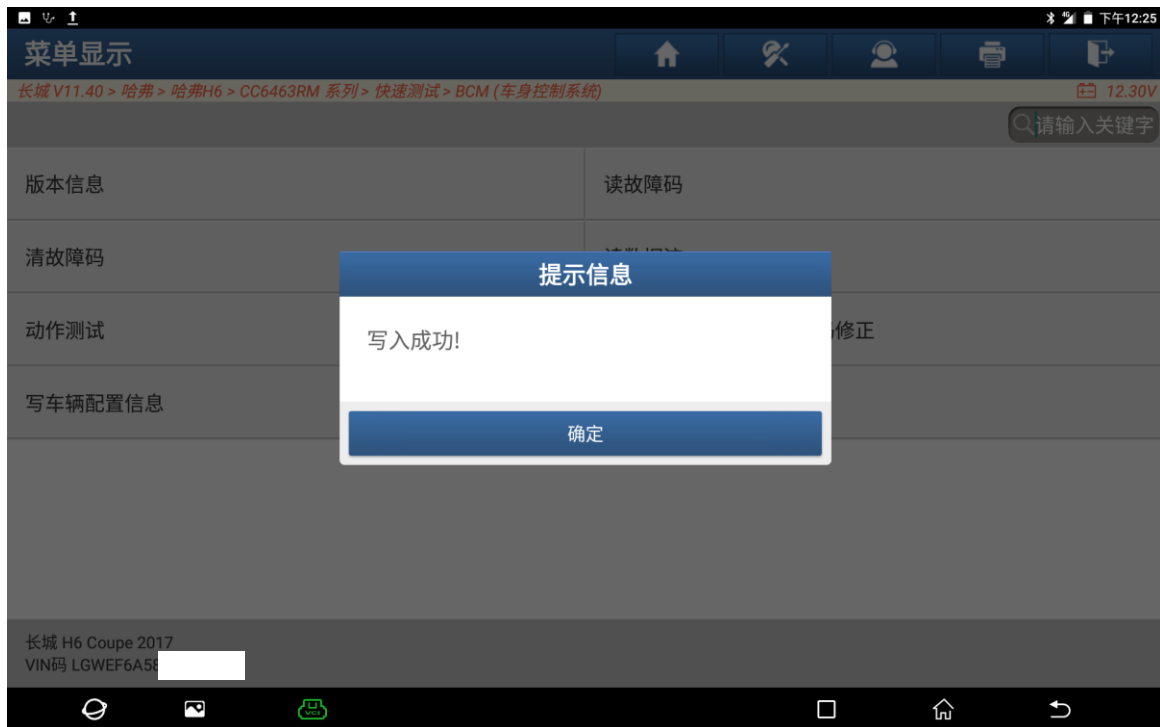 4G
下午12:25
菜单显示
长城 V11.40 > 哈弗 > 哈弗H6 > CC6463RM 系列 > 快速测试 > BCM (车身控制系统)
12.30V
请输入关键字
版本信息
读故障码
清故障码
提示信息
动作测试
写入成功!
修正
写车辆配置信息
确定
长城 H6 Coupe 2017
VIN码 LGWEF6A58
VCI